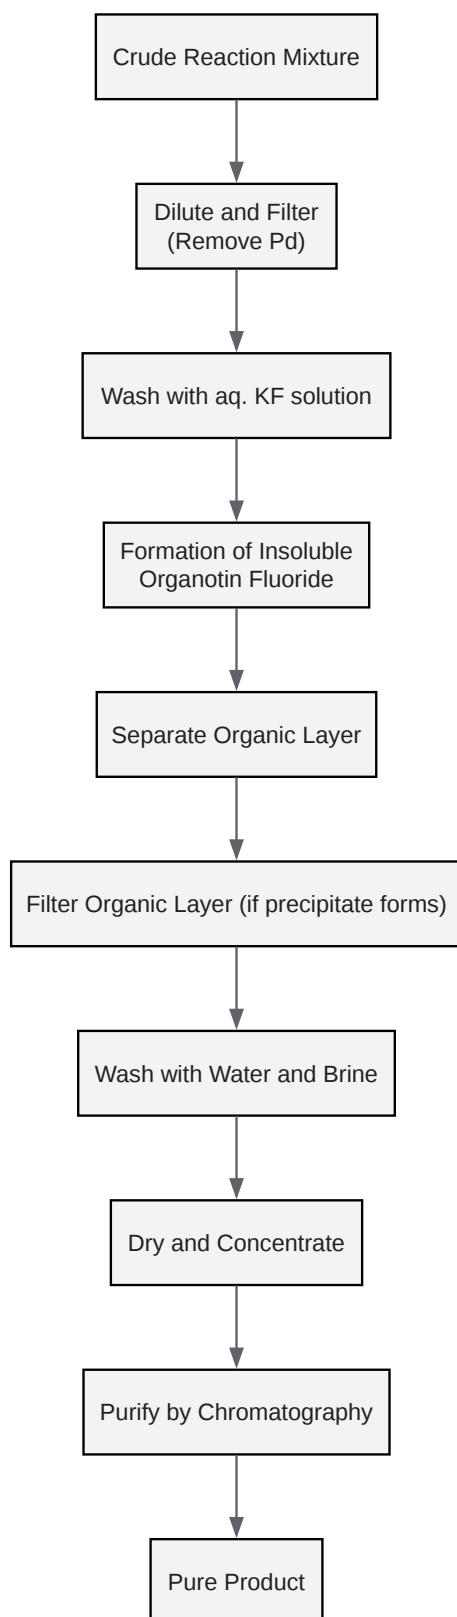 Crude Reaction Mixture
Dilute and Filter
(Remove Pd)
Wash with aq. KF solution
Formation of Insoluble
Organotin Fluoride
Separate Organic Layer
Filter Organic Layer (if precipitate forms)
Wash with Water and Brine
Dry and Concentrate
Purify by Chromatography
Pure Product